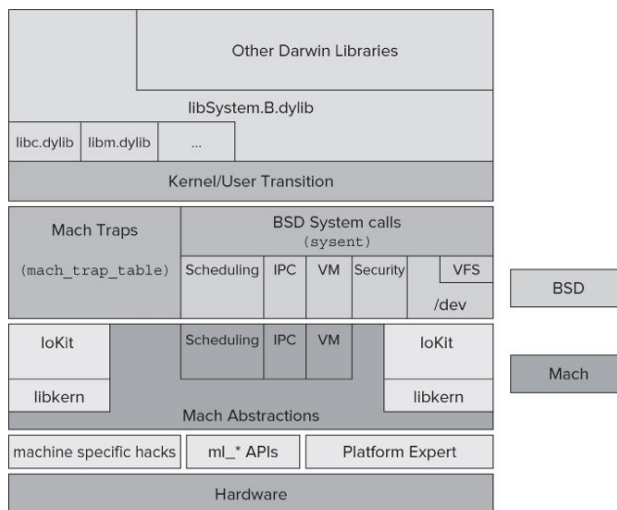 Other Darwin Libraries
libSystem.B.dylib
libc.dylib libm.dylib ...
Kernel/User Transition
Mach Traps
(mach_trap_table)
BSD System calls
(sysent)
Scheduling IPC VM Security VFS
/dev
BSD
IoKit
libkern
Scheduling IPC VM
Mach Abstractions
IoKit
libkern
Mach
machine specific hacks ml_* APIs Platform Expert
Hardware